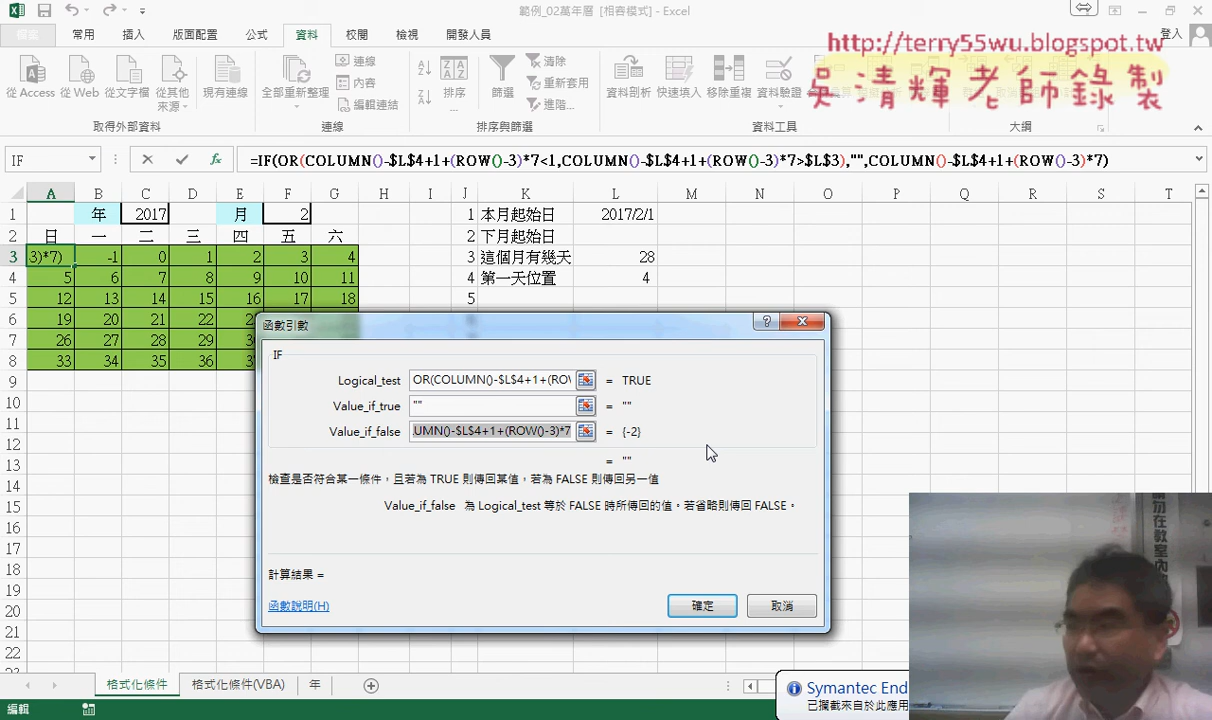 範例_02萬年曆 [相容模式] - Excel
檔案 常用 插入 版面配置 公式 資料 校閱 檢視 開發人員 登入
http://terry55wu.blogspot.tw
吳清輝老師錄製
從 Access 從 Web 從文字檔 從其他來源 現有連線 全部重新整理 連線 內容 編輯連結 排序 篩選 清除 重新套用 進階... 資料剖析 快速填入 移除重複 資料驗證
取得外部資料 連線 排序與篩選 資料工具 大綱
IF =IF(OR(COLUMN()-$L$4+1+(ROW()-3)*7<1,COLUMN()-$L$4+1+(ROW()-3)*7>$L$3),"",COLUMN()-$L$4+1+(ROW()-3)*7)
A B C D E F G H I J K L M N O P Q R S T
1 年 2017 月 2 1 本月起始日 2017/2/1
2 日 一 二 三 四 五 六 2 下月起始日
3 3)*7) -1 0 1 2 3 4 3 這個月有幾天 28
4 5 6 7 8 9 10 11 4 第一天位置 4
5 12 13 14 15 16 17 18 5
6 19 20 21 22
7 26 27 28 29
8 33 34 35 36
9
10
11
12
13
14
15
16
17
18
19
20
21
22
函數引數
IF
Logical_test OR(COLUMN()-$L$4+1+(ROV = TRUE
Value_if_true "" = ""
Value_if_false UMN()-$L$4+1+(ROW()-3)*7 = {-2}
= ""
檢查是否符合某一條件，且若為 TRUE 則傳回某值，若為 FALSE 則傳回另一值
Value_if_false 為 Logical_test 等於 FALSE 時所傳回的值。若省略則傳回 FALSE。
計算結果 =
函數說明(H) 確定 取消
格式化條件 格式化條件(VBA) 年
Symantec End
已攔截來自於此應用
編輯
請勿在教室內